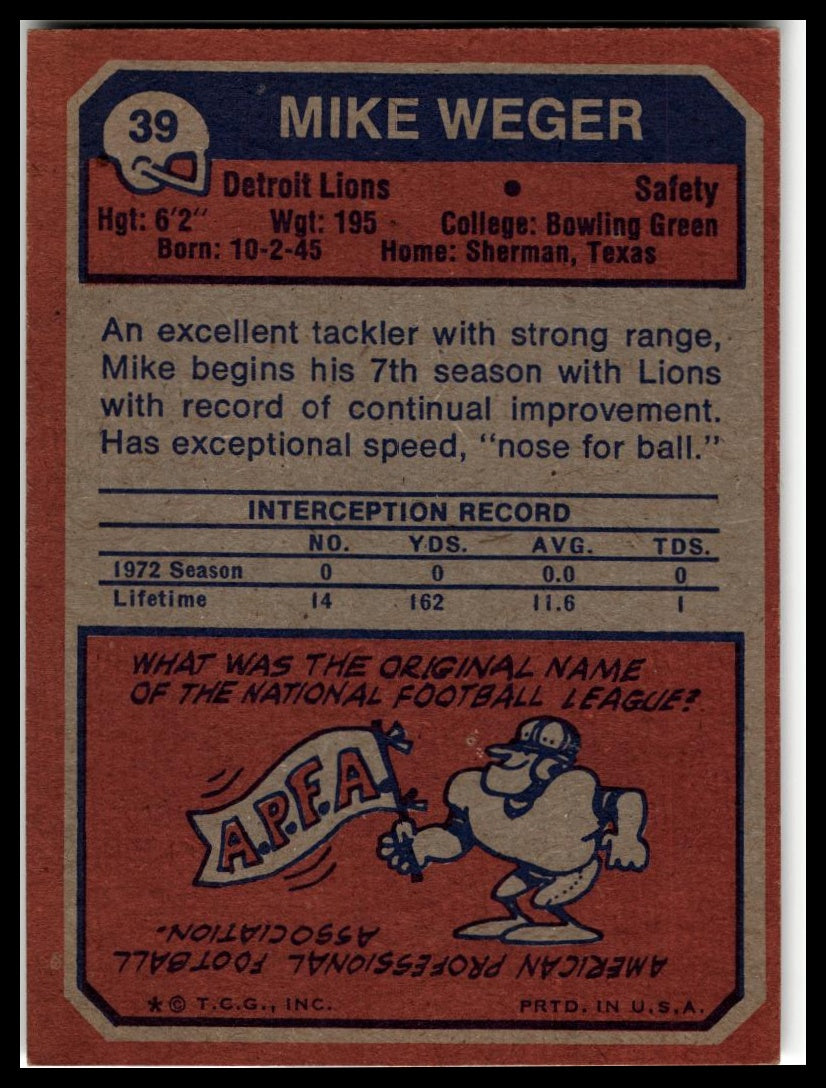 39
MIKE WEGER
Detroit Lions • Safety
Hgt: 6'2" Wgt: 195 College: Bowling Green
Born: 10-2-45 Home: Sherman, Texas
An excellent tackler with strong range,
Mike begins his 7th season with Lions
with record of continual improvement.
Has exceptional speed, "nose for ball."
INTERCEPTION RECORD
NO. YDS. AVG. TDS.
1972 Season 0 0 0.0 0
Lifetime 14 162 11.6 1
WHAT WAS THE ORIGINAL NAME
OF THE NATIONAL FOOTBALL LEAGUE?
A.P.F.A.
AMERICAN PROFESSIONAL FOOTBALL
ASSOCIATION.
* © T.C.G., INC. PRTD. IN U.S.A.